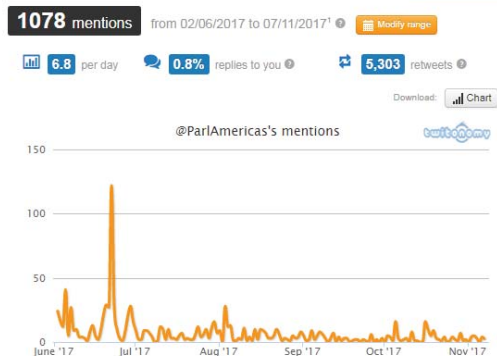 1078 mentions from 02/06/2017 to 07/11/2017¹ ? Modify range
6.8 per day 0.8% replies to you ? 5,303 retweets ?
Download: Chart
@ParlAmericas's mentions
twitonomy
150
100
50
0
June '17 Jul '17 Aug '17 Sep '17 Oct '17 Nov '17